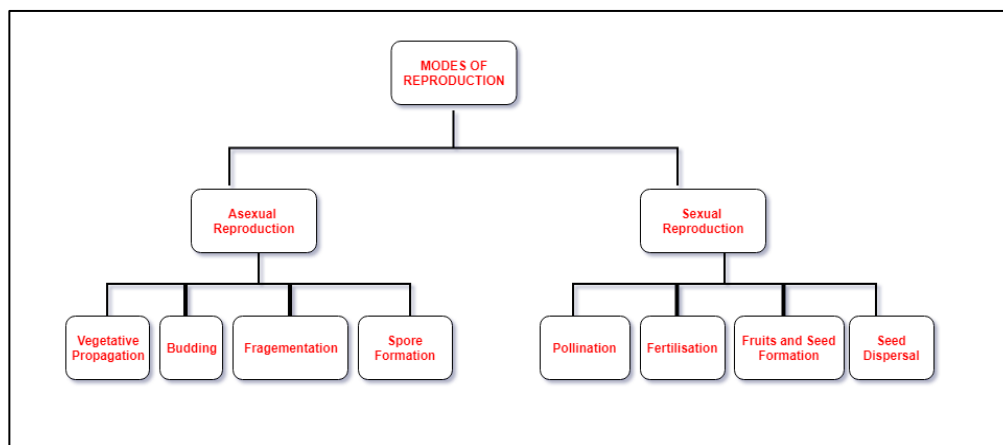 MODES OF
REPRODUCTION
Asexual
Reproduction
Sexual
Reproduction
Vegetative
Propagation
Budding
Fragementation
Spore
Formation
Pollination
Fertilisation
Fruits and Seed
Formation
Seed
Dispersal